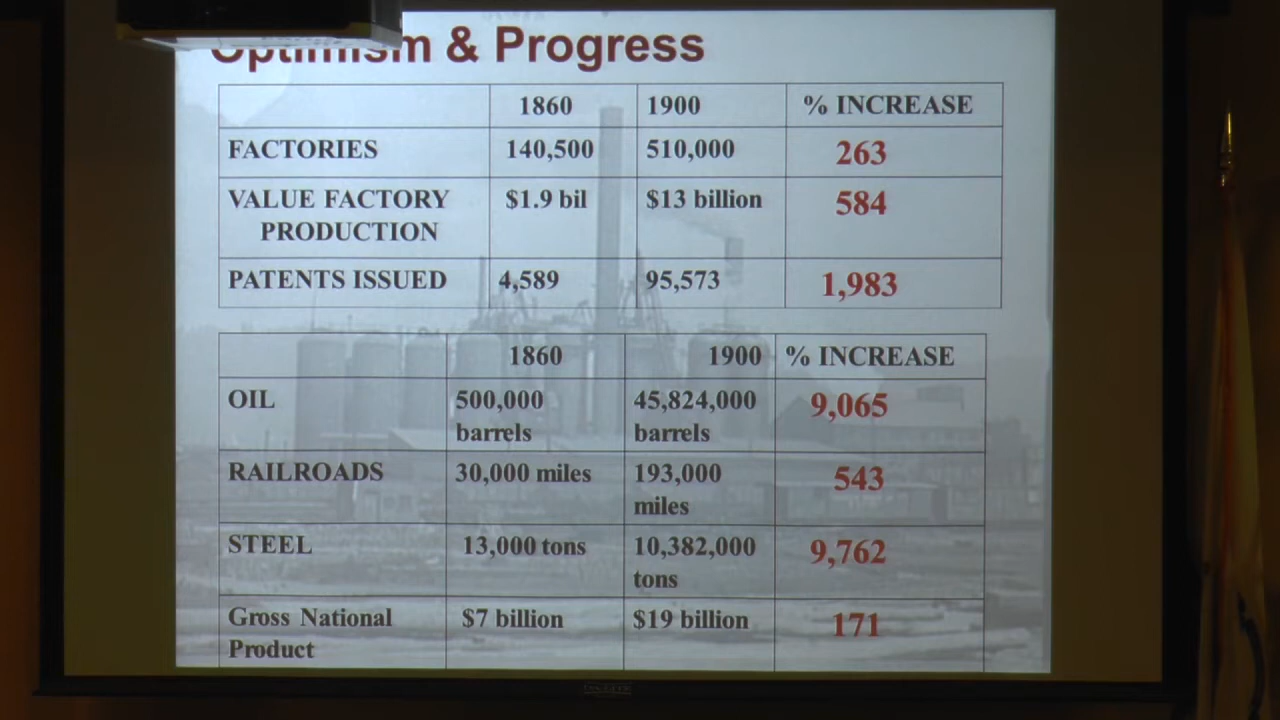 Optimism & Progress
1860 1900 % INCREASE
FACTORIES 140,500 510,000 263
VALUE FACTORY $1.9 bil $13 billion 584
PRODUCTION
PATENTS ISSUED 4,589 95,573 1,983
1860 1900 % INCREASE
OIL 500,000 45,824,000 9,065
barrels barrels
RAILROADS 30,000 miles 193,000 543
miles
STEEL 13,000 tons 10,382,000 9,762
tons
Gross National $7 billion $19 billion 171
Product